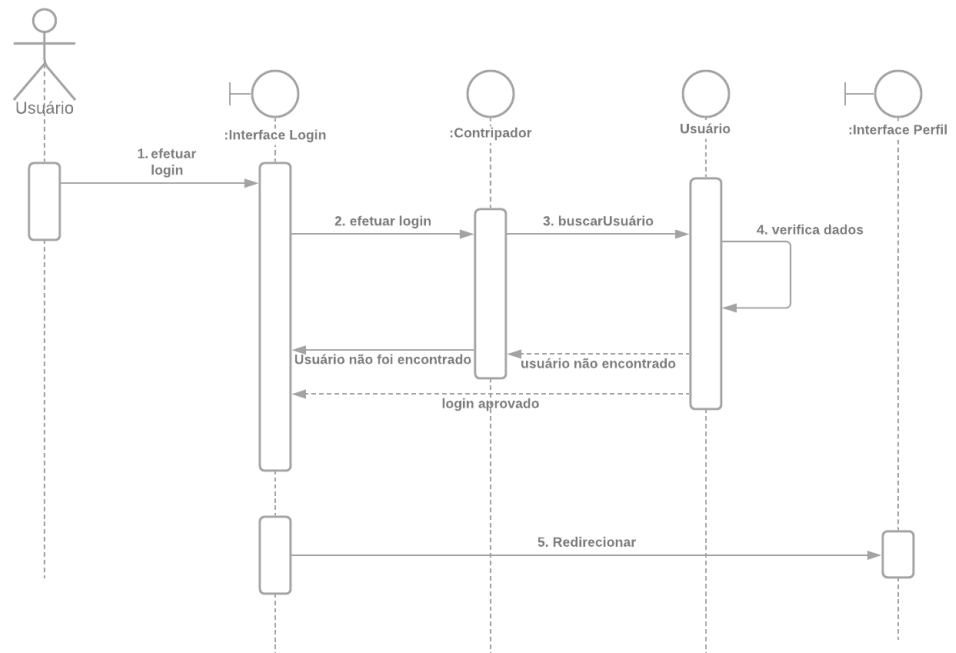 Usuário
:Interface Login
:Contripador
Usuário
:Interface Perfil
1. efetuar
login
2. efetuar login
3. buscarUsuário
4. verifica dados
Usuário não foi encontrado
usuário não encontrado
login aprovado
5. Redirecionar